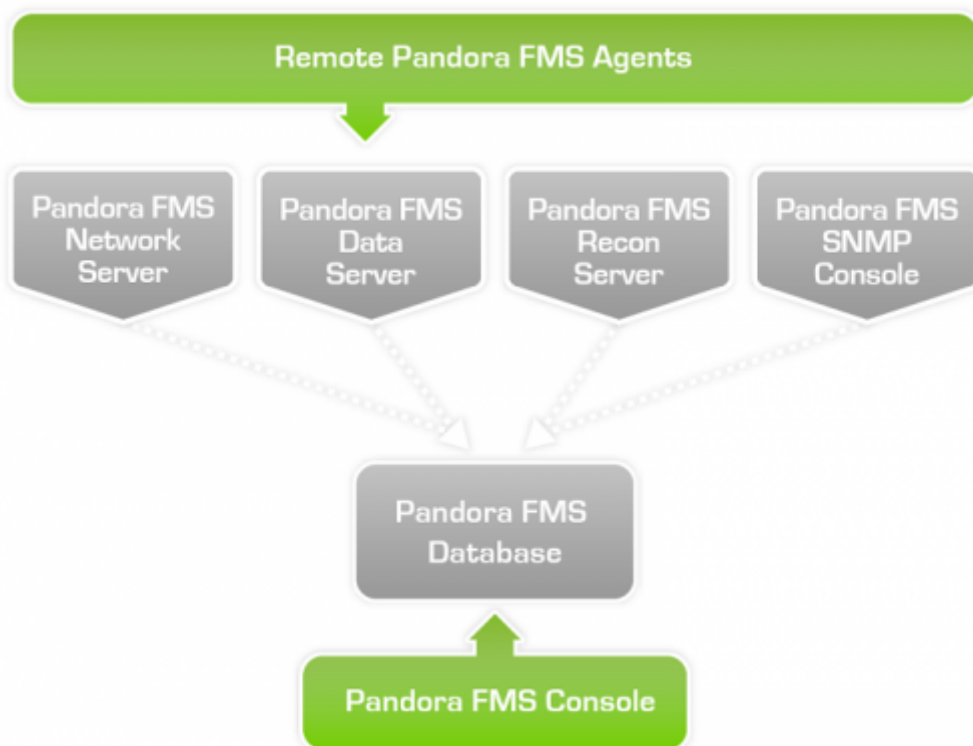 Remote Pandora FMS Agents
Pandora FMS
Network
Server
Pandora FMS
Data
Server
Pandora FMS
Recon
Server
Pandora FMS
SNMP
Console
Pandora FMS
Database
Pandora FMS Console